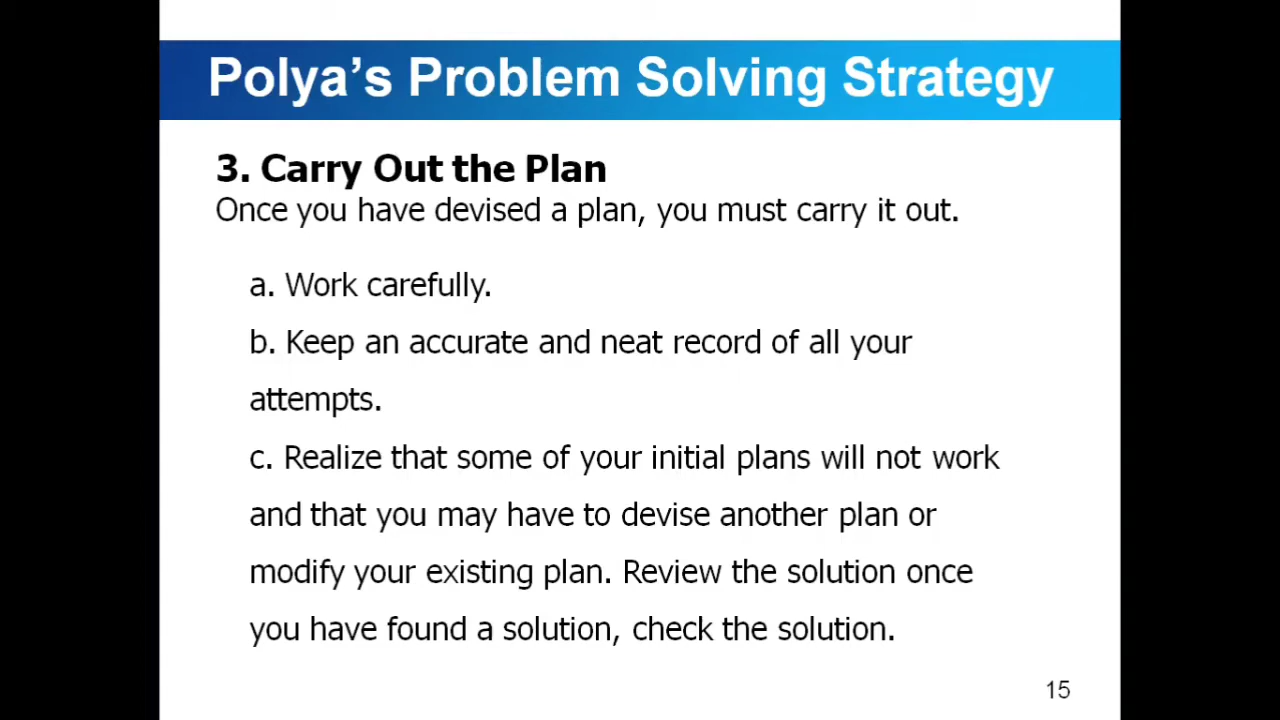 Polya’s Problem Solving Strategy
3. Carry Out the Plan
Once you have devised a plan, you must carry it out.
a. Work carefully.
b. Keep an accurate and neat record of all your
attempts.
c. Realize that some of your initial plans will not work
and that you may have to devise another plan or
modify your existing plan. Review the solution once
you have found a solution, check the solution.
15